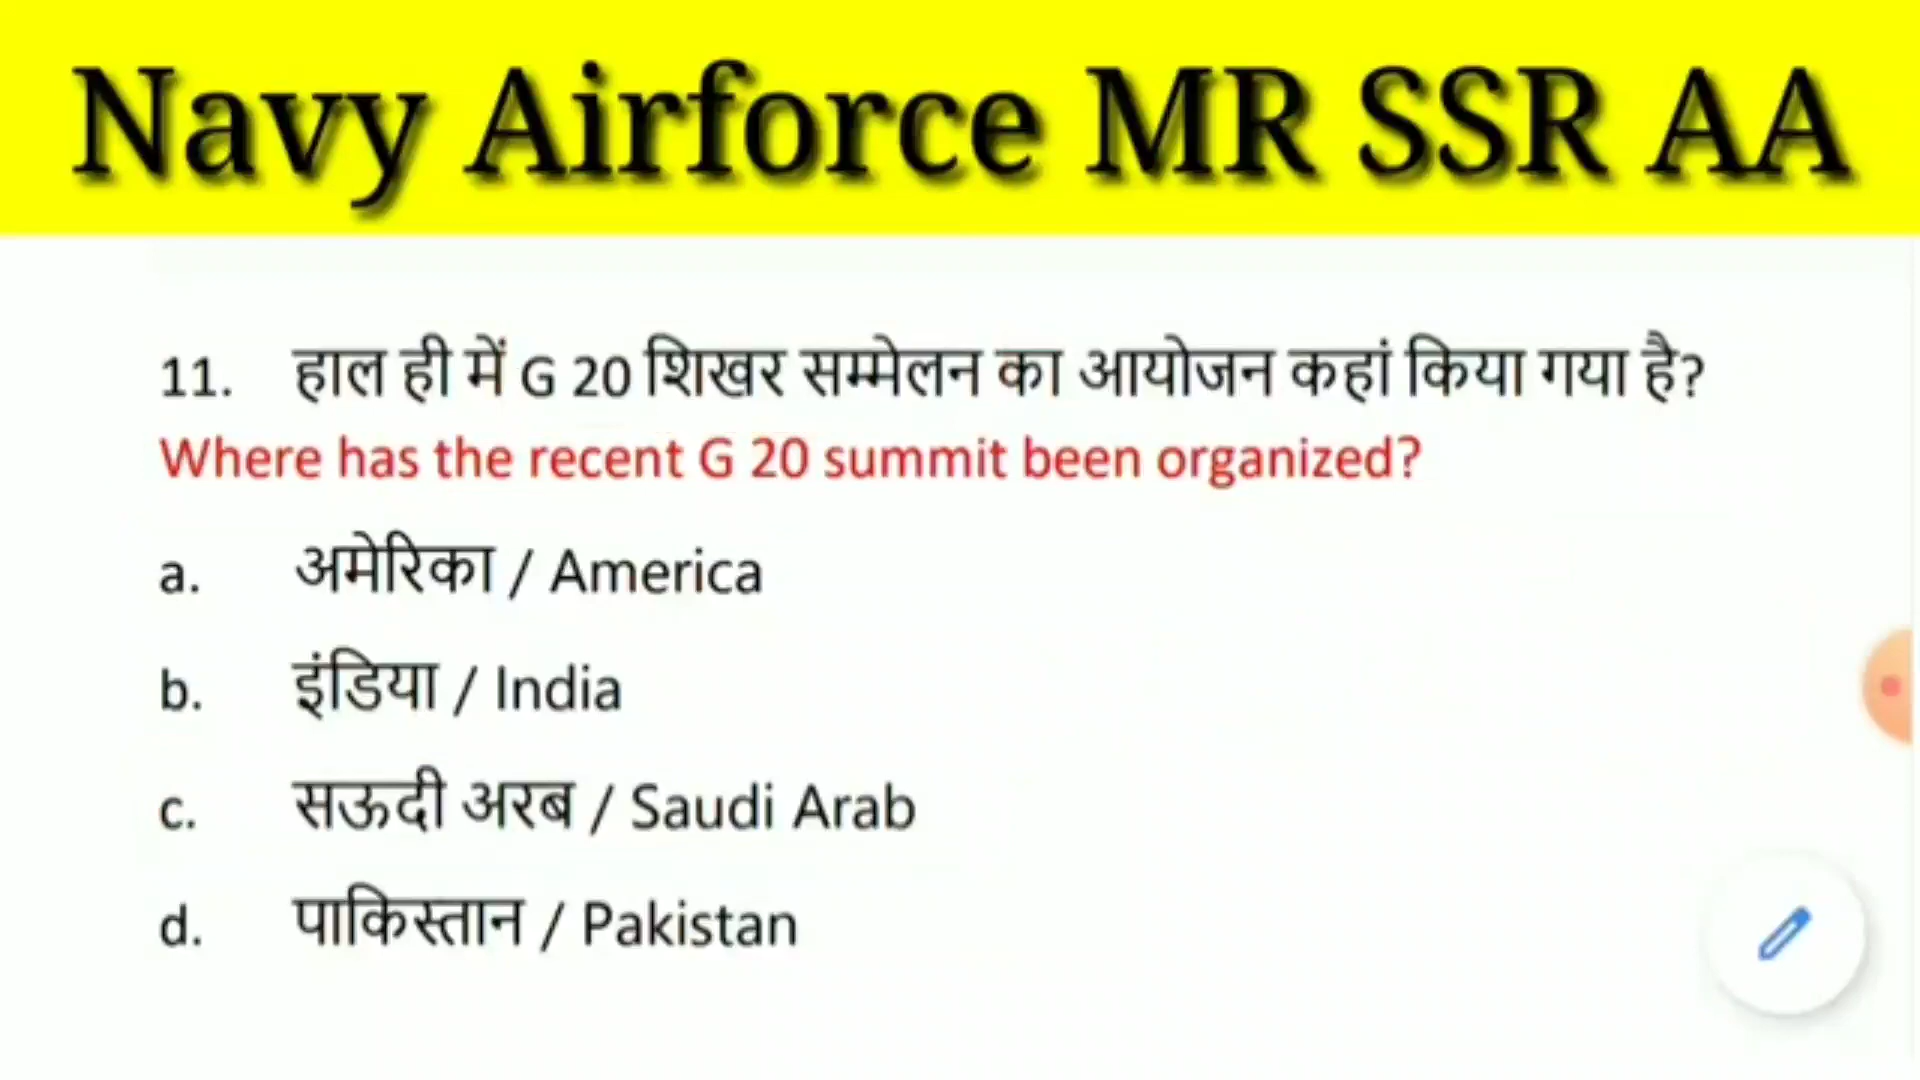 Navy Airforce MR SSR AA
11. हाल ही में G 20 शिखर सम्मेलन का आयोजन कहां किया गया है?
Where has the recent G 20 summit been organized?
a. अमेरिका / America
b. इंडिया / India
c. सऊदी अरब / Saudi Arab
d. पाकिस्तान / Pakistan